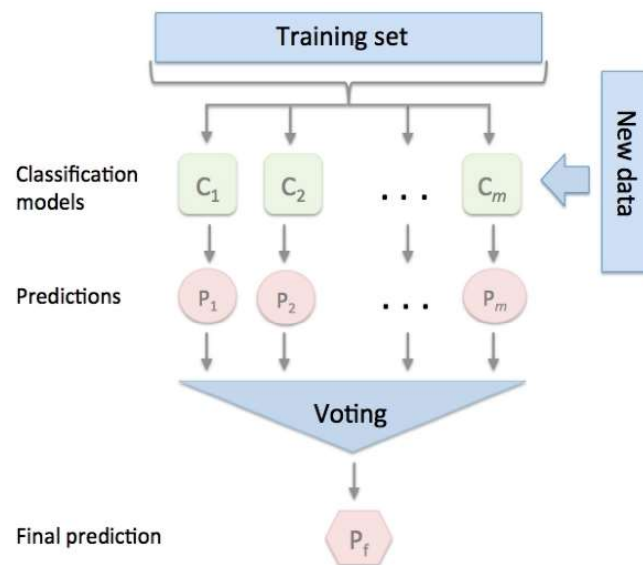 Training set
New data
Classification
models
C1 C2 . . . Cm
Predictions
P1 P2 . . . Pm
Voting
Final prediction
Pf